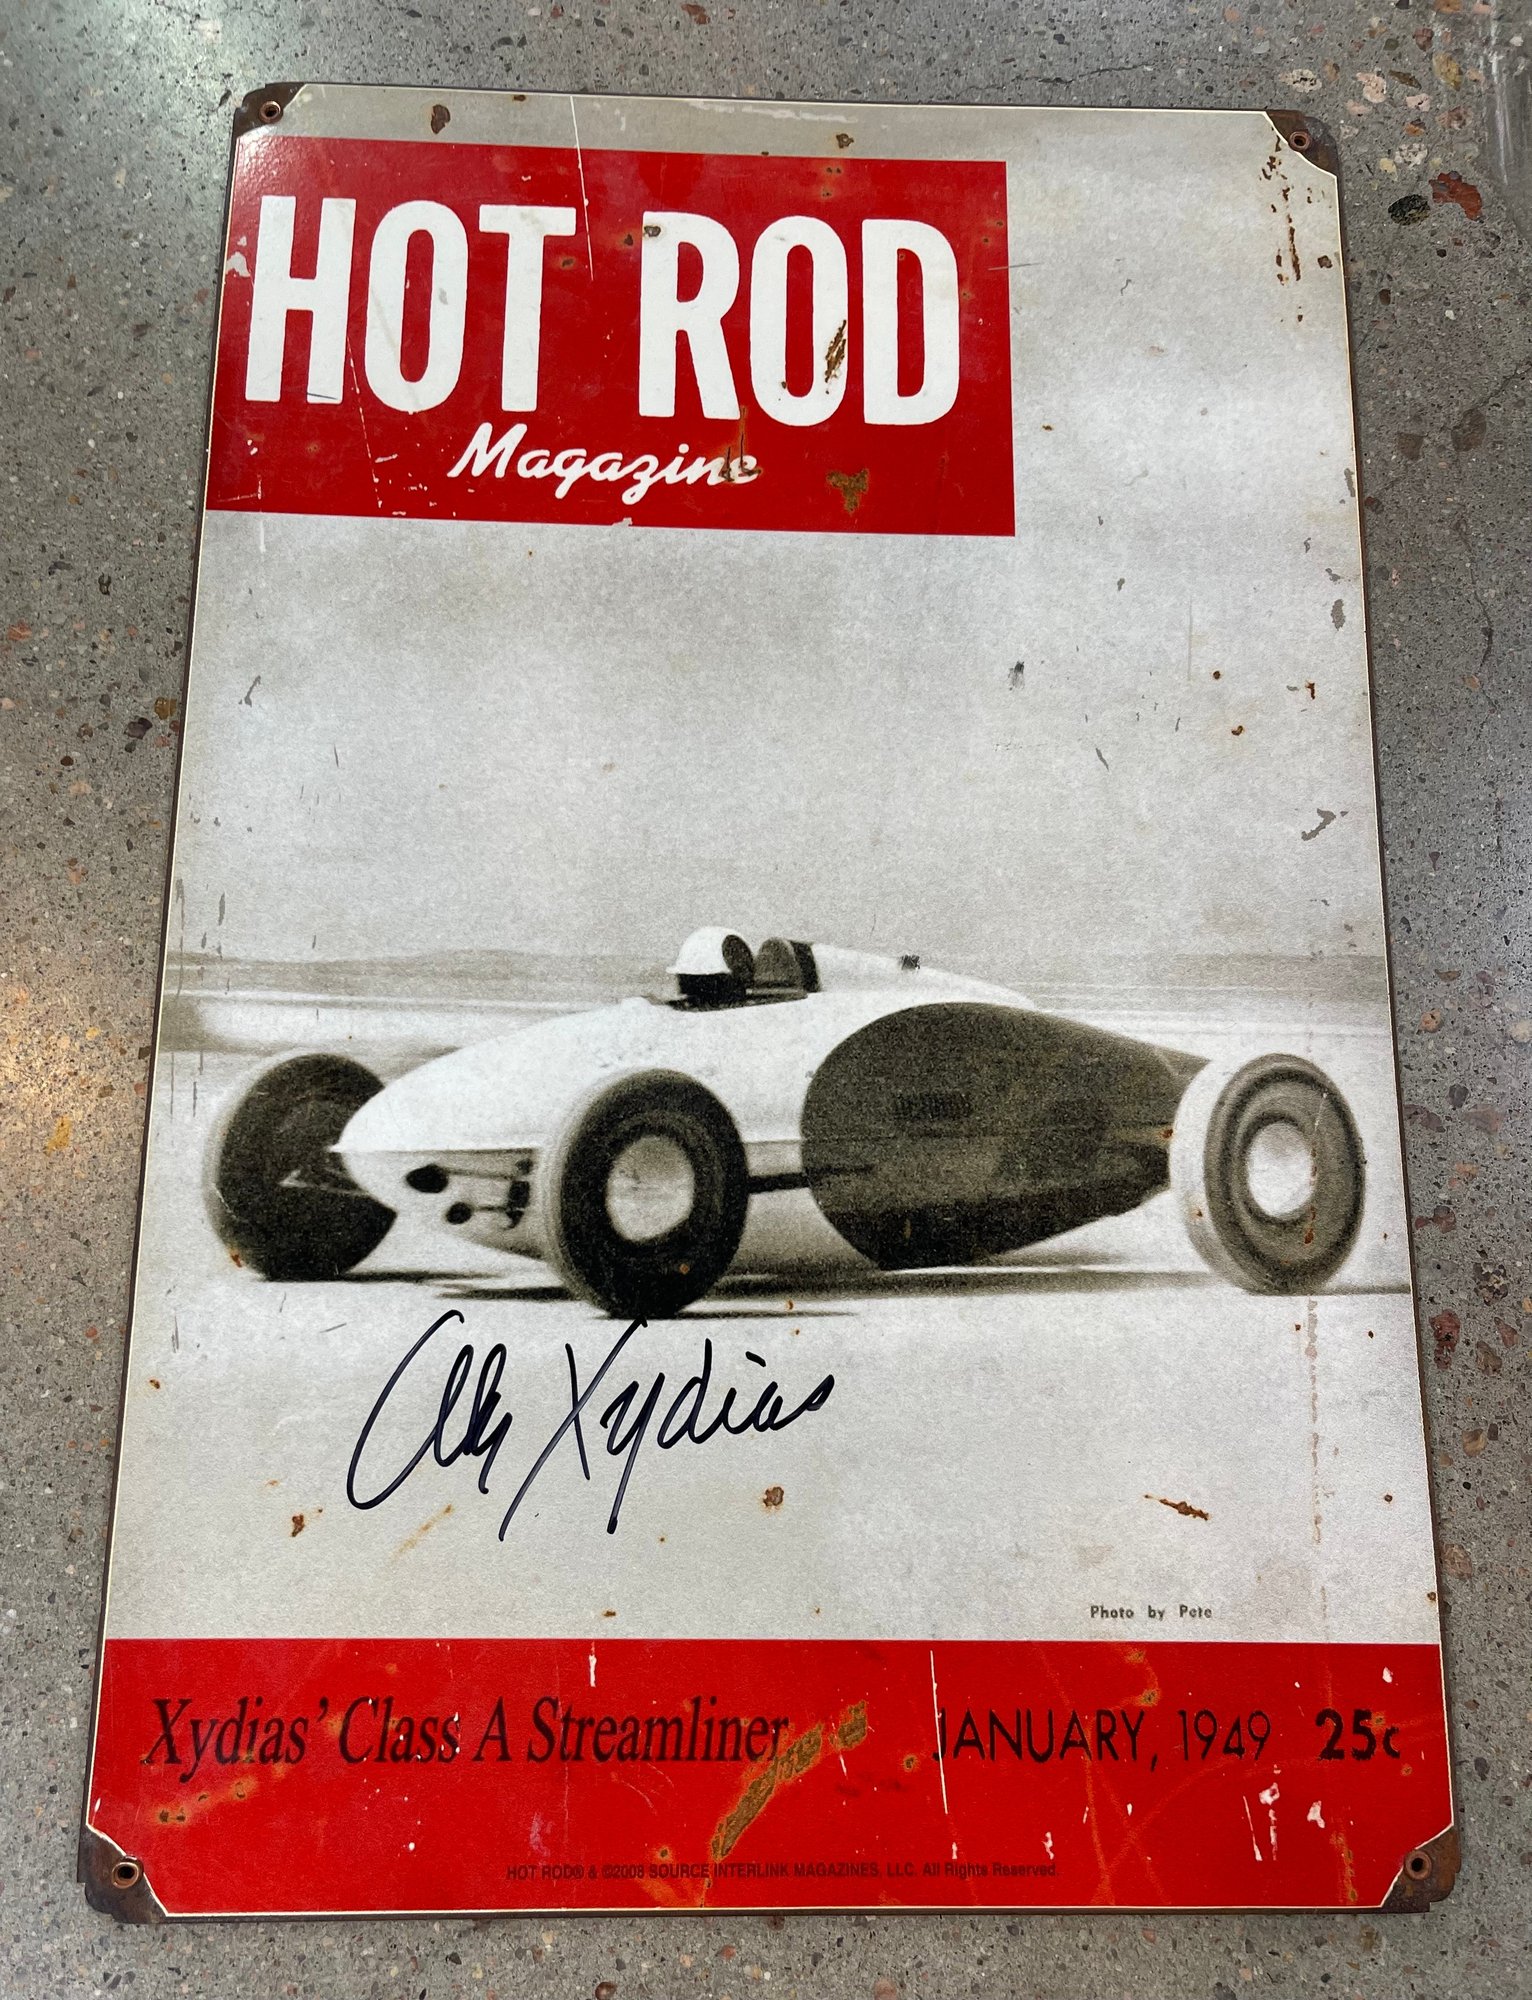 HOT ROD
Magazine
Alex Xydias
Photo by Pete
Xydias' Class A Streamliner JANUARY, 1949 25c
HOT ROD® & ©2008 SOURCE INTERLINK MAGAZINES, LLC. All Rights Reserved.